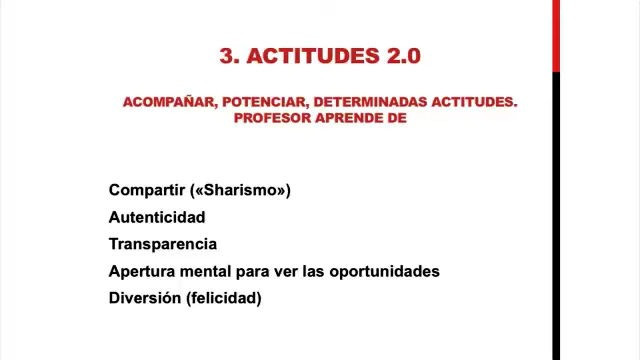 3. ACTITUDES 2.0
ACOMPAÑAR, POTENCIAR, DETERMINADAS ACTITUDES.
PROFESOR APRENDE DE
Compartir («Sharismo»)
Autenticidad
Transparencia
Apertura mental para ver las oportunidades
Diversión (felicidad)